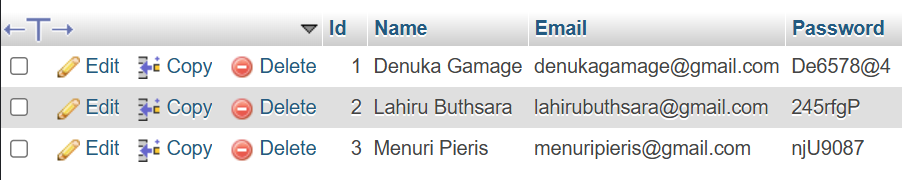 Id Name Email Password
Edit Copy Delete 1 Denuka Gamage denukagamage@gmail.com De6578@4
Edit Copy Delete 2 Lahiru Buthsara lahirubuthsara@gmail.com 245rfgP
Edit Copy Delete 3 Menuri Pieris menuripieris@gmail.com njU9087